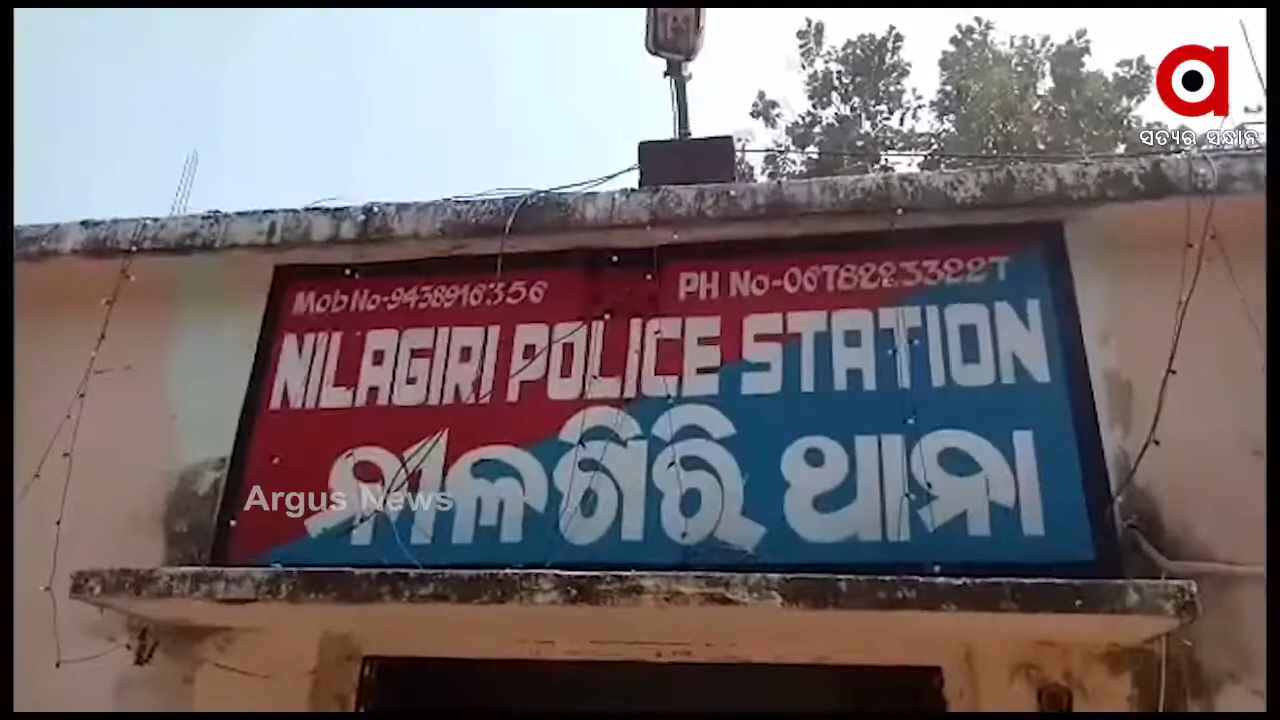 ସତ୍ୟର ସନ୍ଧାନ
Mob No-9438916356 PH No-06782233227
NILAGIRI POLICE STATION
ନୀଳଗିରି ଥାନା
Argus News